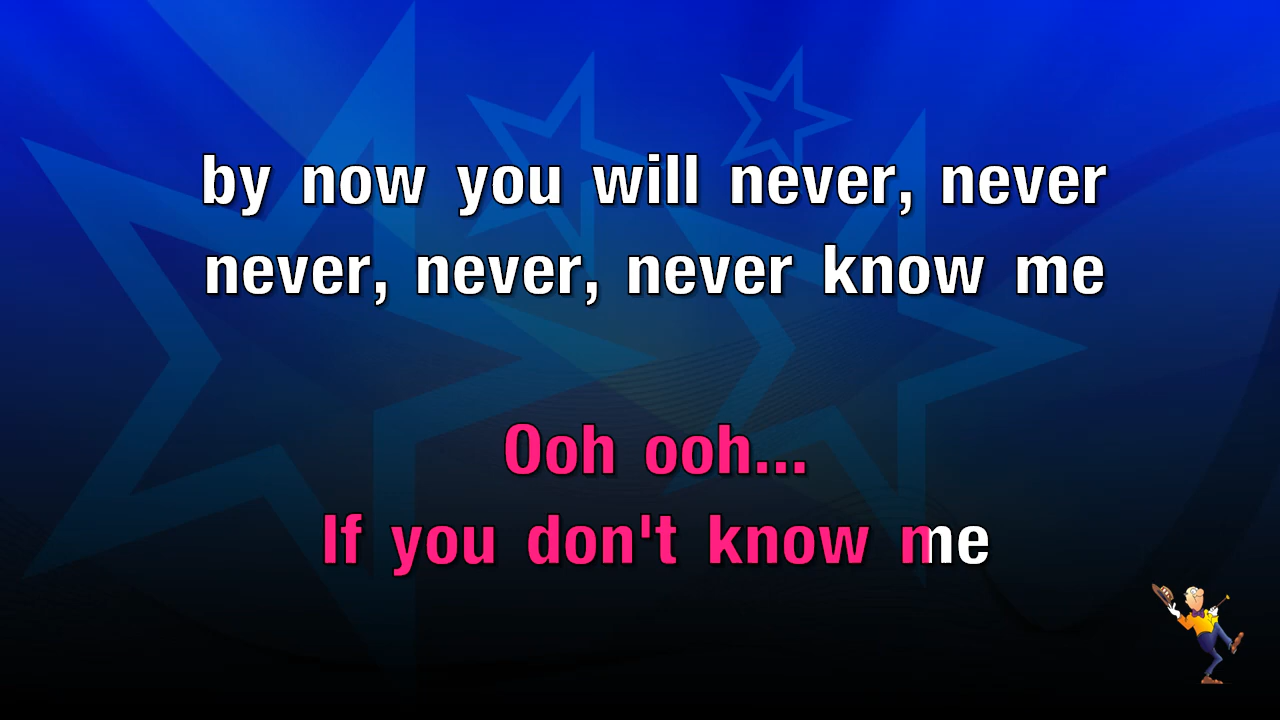 by now you will never, never
never, never, never know me
Ooh ooh...
If you don't know me